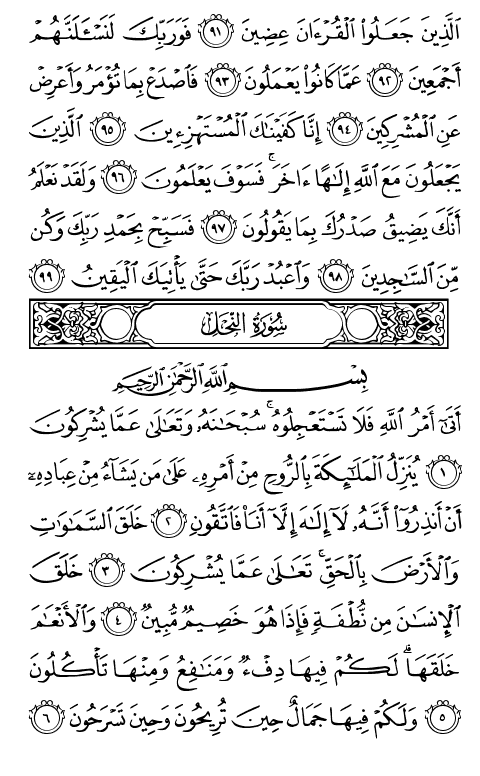 ٱلَّذِينَ جَعَلُوا۟ ٱلْقُرْءَانَ عِضِينَ ٩١ فَوَرَبِّكَ لَنَسْـَٔلَنَّهُمْ
أَجْمَعِينَ ٩٢ عَمَّا كَانُوا۟ يَعْمَلُونَ ٩٣ فَٱصْدَعْ بِمَا تُؤْمَرُ وَأَعْرِضْ
عَنِ ٱلْمُشْرِكِينَ ٩٤ إِنَّا كَفَيْنَـٰكَ ٱلْمُسْتَهْزِءِينَ ٩٥ ٱلَّذِينَ
يَجْعَلُونَ مَعَ ٱللَّهِ إِلَـٰهًا ءَاخَرَ ۚ فَسَوْفَ يَعْلَمُونَ ٩٦ وَلَقَدْ نَعْلَمُ
أَنَّكَ يَضِيقُ صَدْرُكَ بِمَا يَقُولُونَ ٩٧ فَسَبِّحْ بِحَمْدِ رَبِّكَ وَكُن
مِّنَ ٱلسَّـٰجِدِينَ ٩٨ وَٱعْبُدْ رَبَّكَ حَتَّىٰ يَأْتِيَكَ ٱلْيَقِينُ ٩٩
سُورَةُ النَّحْلِ
بِسْمِ ٱللَّهِ ٱلرَّحْمَـٰنِ ٱلرَّحِيمِ
أَتَىٰٓ أَمْرُ ٱللَّهِ فَلَا تَسْتَعْجِلُوهُ ۚ سُبْحَـٰنَهُۥ وَتَعَـٰلَىٰ عَمَّا يُشْرِكُونَ
١ يُنَزِّلُ ٱلْمَلَـٰٓئِكَةَ بِٱلرُّوحِ مِنْ أَمْرِهِۦ عَلَىٰ مَن يَشَآءُ مِنْ عِبَادِهِۦٓ
أَنْ أَنذِرُوٓا۟ أَنَّهُۥ لَآ إِلَـٰهَ إِلَّآ أَنَا۠ فَٱتَّقُونِ ٢ خَلَقَ ٱلسَّمَـٰوَٰتِ
وَٱلْأَرْضَ بِٱلْحَقِّ ۚ تَعَـٰلَىٰ عَمَّا يُشْرِكُونَ ٣ خَلَقَ
ٱلْإِنسَـٰنَ مِن نُّطْفَةٍ فَإِذَا هُوَ خَصِيمٌ مُّبِينٌ ٤ وَٱلْأَنْعَـٰمَ
خَلَقَهَا ۗ لَكُمْ فِيهَا دِفْءٌ وَمَنَـٰفِعُ وَمِنْهَا تَأْكُلُونَ
٥ وَلَكُمْ فِيهَا جَمَالٌ حِينَ تُرِيحُونَ وَحِينَ تَسْرَحُونَ ٦